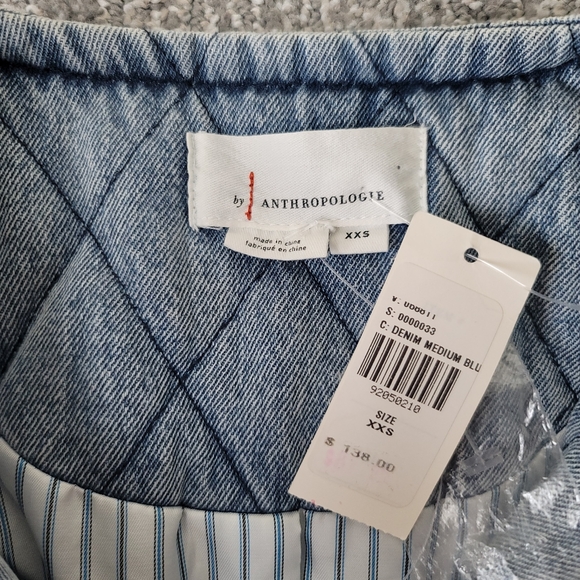 by ANTHROPOLOGIE
made in china
fabriqué en chine
XXS
S: 0000033
C: DENIM MEDIUM BLU
92050210
SIZE
XXS
$ 138.00